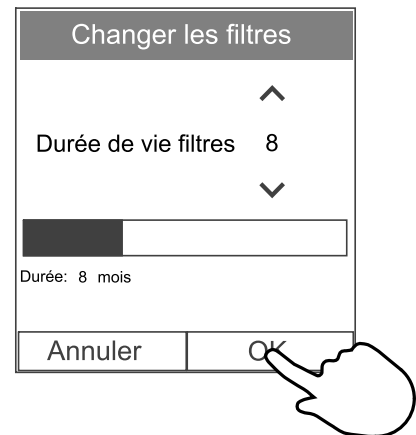 Changer les filtres
Durée de vie filtres 8
Durée: 8 mois
Annuler OK